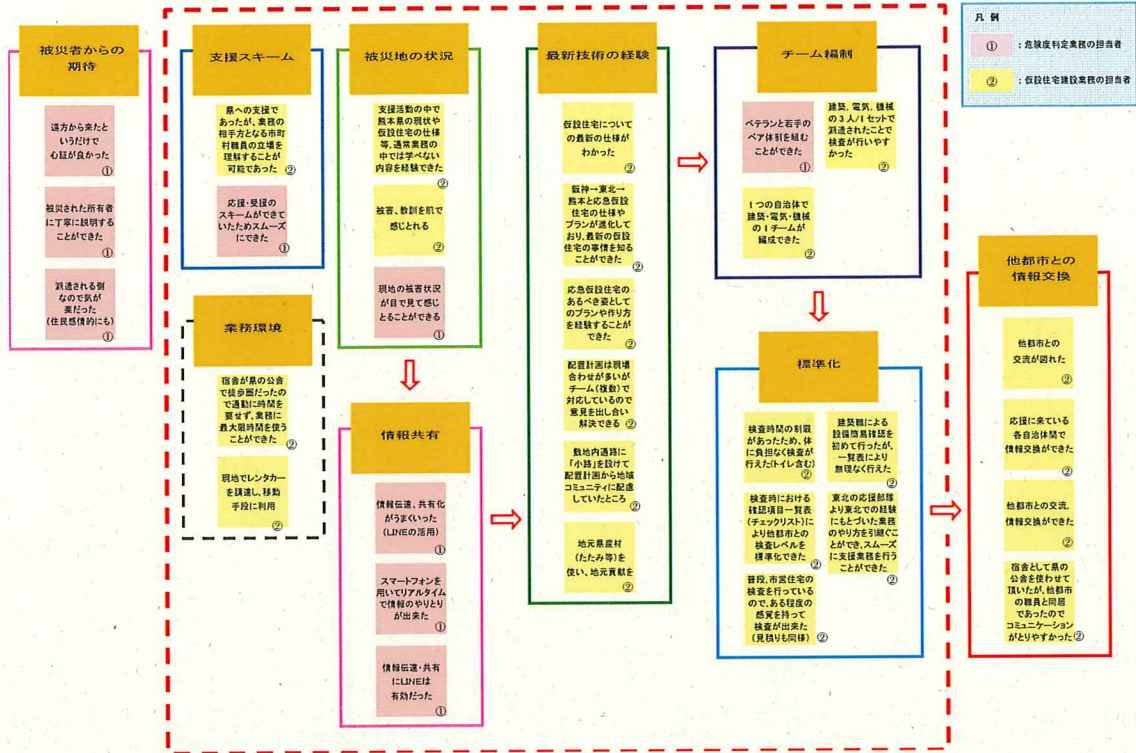 凡 例
①
：危険度判定業務の担当者
②
：仮設住宅建設業務の担当者
被災者からの
期待
遠方から来たと
いうだけで
心証が良かった
①
被災された所有者
に丁寧に説明する
ことができた
①
派遣される側
なので気が
楽だった
(住民感情的にも)
①
支援スキーム
県への支援で
あったが、業務の
相手方となる市町
村職員の立場を
理解することが
可能であった
②
応援・受援の
スキームができて
いたためスムーズ
にできた
①
業務環境
宿舎が県の公舎
で徒歩圏だったの
で通勤に時間を
要せず、業務に
最大限時間を使う
ことができた
②
現地でレンタカー
を調達し、移動
手段に利用
②
被災地の状況
支援活動の中で
熊本県の現状や
仮設住宅の仕様
等、通常業務の
中では学べない
内容を経験できた
②
被害、教訓を肌で
感じとれる
②
現地の被害状況
が目で見て感じ
とることができる
①
情報共有
情報伝達、共有化
がうまくいった
(LINEの活用)
①
スマートフォンを
用いてリアルタイム
で情報のやりとり
が出来た
①
情報伝達・共有
にLINEは
有効だった
①
最新技術の経験
仮設住宅について
の最新の仕様が
わかった
②
阪神→東北→
熊本と応急仮設
住宅の仕様や
プランが進化して
おり、最新の仮設
住宅の事情を知る
ことができた
②
応急仮設住宅の
あるべき姿として
のプランや作り方
を経験することが
できた
②
配置計画は現場
合わせが多いが
チーム(複数)で
対応しているので
意見を出し合い
解決できる
②
敷地内通路に
「小路」を設けて
配置計画から地域
コミュニティに配慮
していたところ
②
地元県産材
(たたみ等)を
使い、地元貢献を
②
チーム編制
ベテランと若手の
ペア体制を組む
ことができた
①
建築、電気、機械
の3人/1セットで
派遣されたことで
検査が行いやす
かった
②
1つの自治体で
建築・電気・機械
の1チームが
編成できた
②
標準化
検査時間の制限
があったため、体
に負担なく検査が
行えた(トイレ含む)
②
建築職による
設備簡易確認を
初めて行ったが、
一覧表により
無理なく行えた
②
検査時における
確認項目一覧表
(チェックリスト)に
より他都市との
検査レベルを
標準化できた
②
東北の応援部隊
より東北での経験
にもとづいた業務
のやり方を引継ぐこ
とができ、スムーズ
に支援業務を行う
ことができた
②
普段、市営住宅の
検査を行っている
ので、ある程度の
感覚を持って
検査が出来た
(見積りも同様)
②
他都市との
情報交換
他都市との
交流が図れた
②
応援に来ている
各自治体間で
情報交換ができた
②
他都市との交流、
情報交換ができた
②
宿舎として県の
公舎を使わせて
頂いたが、他都市
の職員と同居
であったので
コミュニケーション
がとりやすかった
②